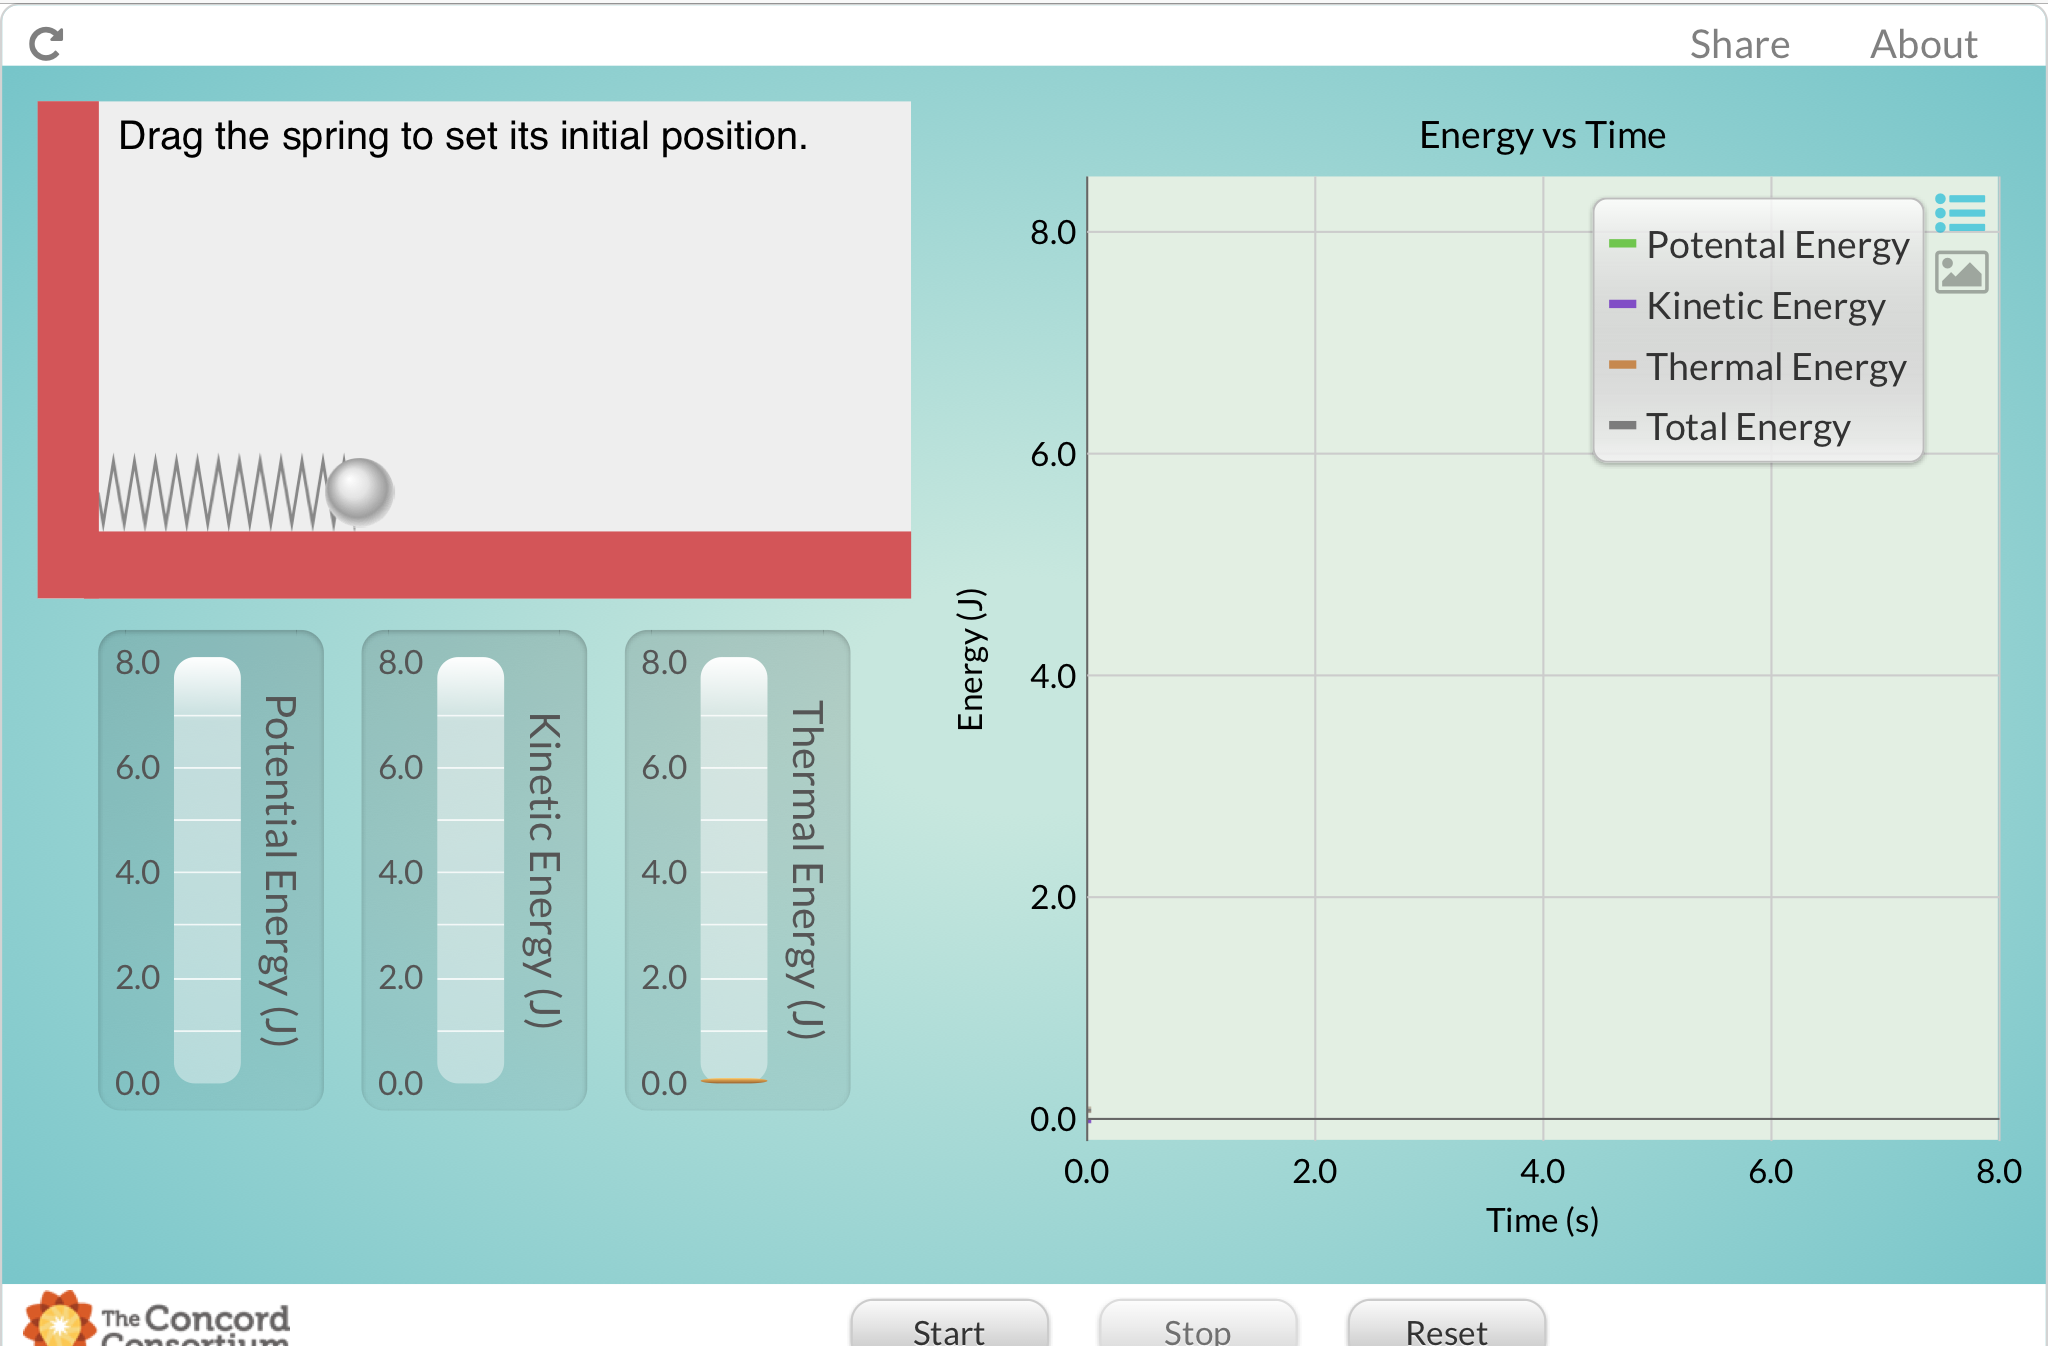 Share
About
Drag the spring to set its initial position.
Energy vs Time
8.0
6.0
4.0
2.0
0.0
Energy (J)
Potental Energy
Kinetic Energy
Thermal Energy
Total Energy
0.0
2.0
4.0
6.0
8.0
Time (s)
8.0
6.0
4.0
2.0
0.0
Potential Energy (J)
8.0
6.0
4.0
2.0
0.0
Kinetic Energy (J)
8.0
6.0
4.0
2.0
0.0
Thermal Energy (J)
The Concord
Consortium
Start
Stop
Reset